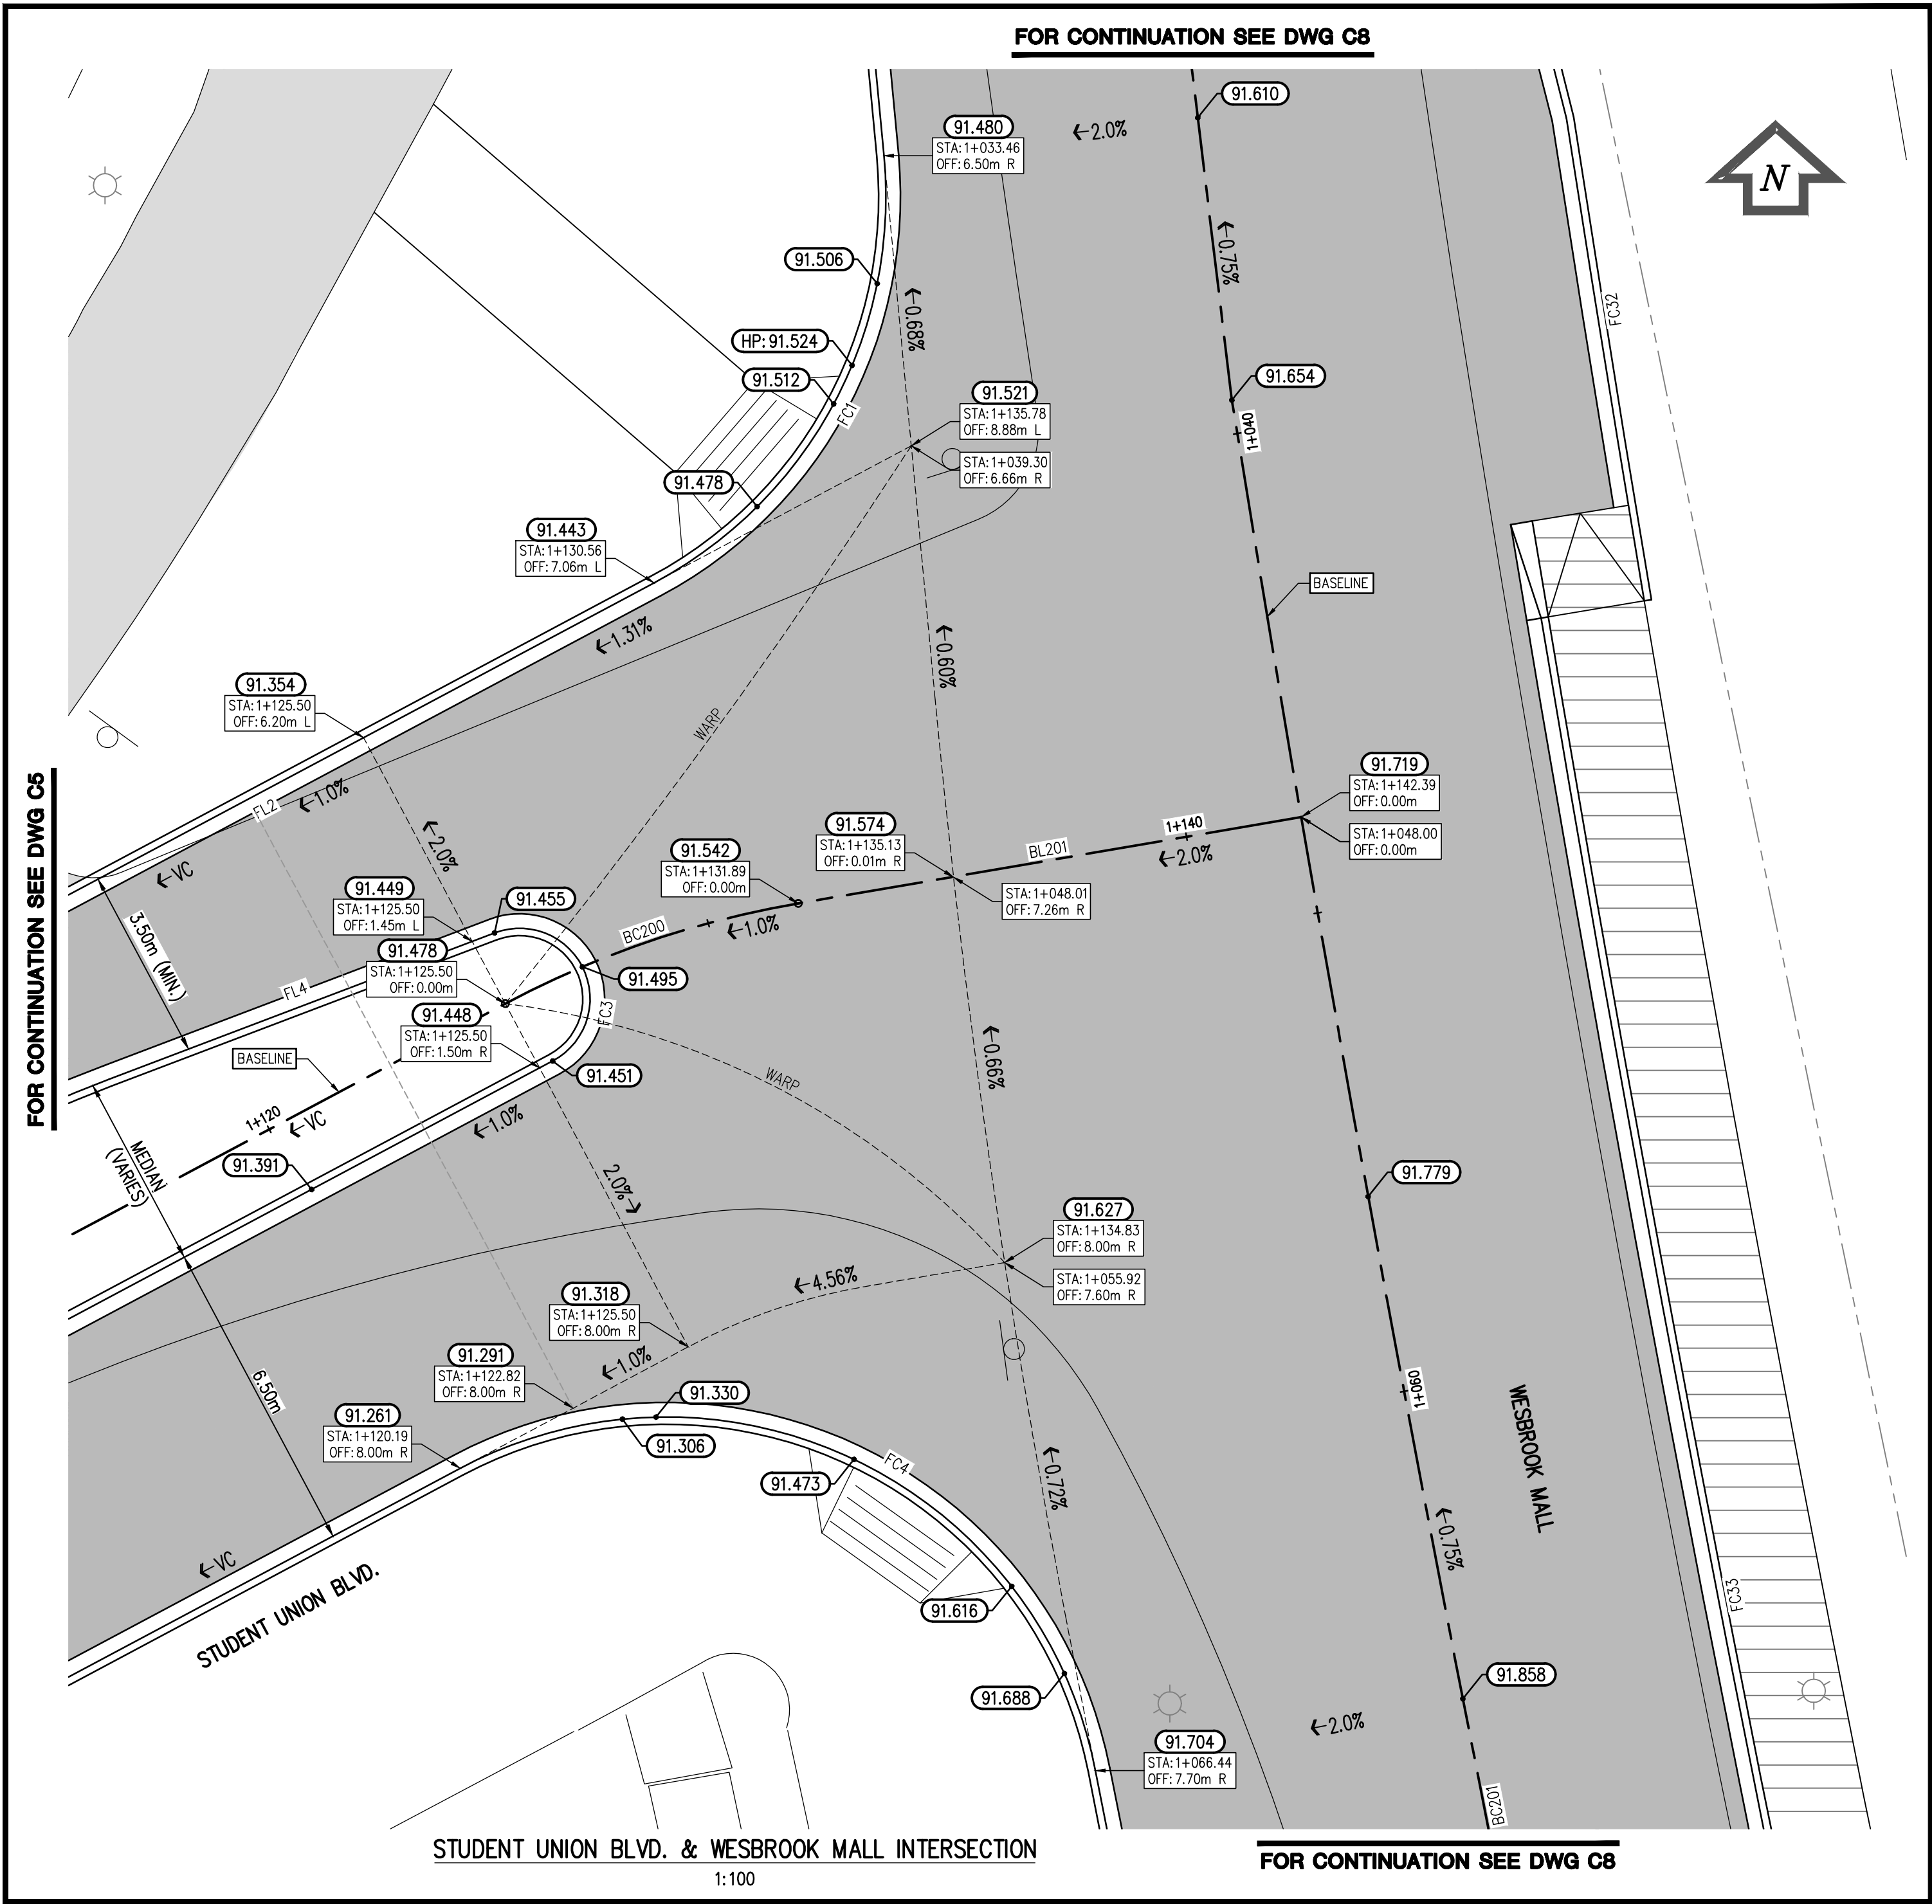 FOR CONTINUATION SEE DWG C8
91.610
←2.0%
91.480
STA: 1+033.46
OFF: 6.50m R
N
←0.75%
91.506
←0.68%
FC32
HP: 91.524
91.512
91.654
1+040
FC1
91.521
STA: 1+135.78
OFF: 8.88m L
STA: 1+039.30
OFF: 6.66m R
91.478
91.443
STA: 1+130.56
OFF: 7.06m L
BASELINE
←1.31%
←0.60%
91.354
STA: 1+125.50
OFF: 6.20m L
WARP
91.719
STA: 1+142.39
OFF: 0.00m
STA: 1+048.00
OFF: 0.00m
FOR CONTINUATION SEE DWG C5
FL2
←1.0%
←2.0%
91.574
STA: 1+135.13
OFF: 0.01m R
1+140
BL201
←2.0%
91.542
STA: 1+131.89
OFF: 0.00m
←VC
91.449
STA: 1+125.50
OFF: 1.45m L
91.455
STA: 1+048.01
OFF: 7.26m R
3.50m (MIN.)
BC200
←1.0%
91.478
STA: 1+125.50
OFF: 0.00m
91.495
FL4
FC3
91.448
STA: 1+125.50
OFF: 1.50m R
BASELINE
91.451
WARP
←0.66%
1+120
←VC
←1.0%
MEDIAN
(VARIES)
91.391
2.0%→
91.779
91.627
STA: 1+134.83
OFF: 8.00m R
STA: 1+055.92
OFF: 7.60m R
←4.56%
91.318
STA: 1+125.50
OFF: 8.00m R
←1.0%
91.291
STA: 1+122.82
OFF: 8.00m R
6.50m
91.330
1+060
91.261
STA: 1+120.19
OFF: 8.00m R
91.306
WESBROOK MALL
91.473
FC4
←0.72%
←0.75%
←VC
STUDENT UNION BLVD.
91.616
FC33
91.688
91.858
←2.0%
91.704
STA: 1+066.44
OFF: 7.70m R
BC201
STUDENT UNION BLVD. & WESBROOK MALL INTERSECTION
1:100
FOR CONTINUATION SEE DWG C8